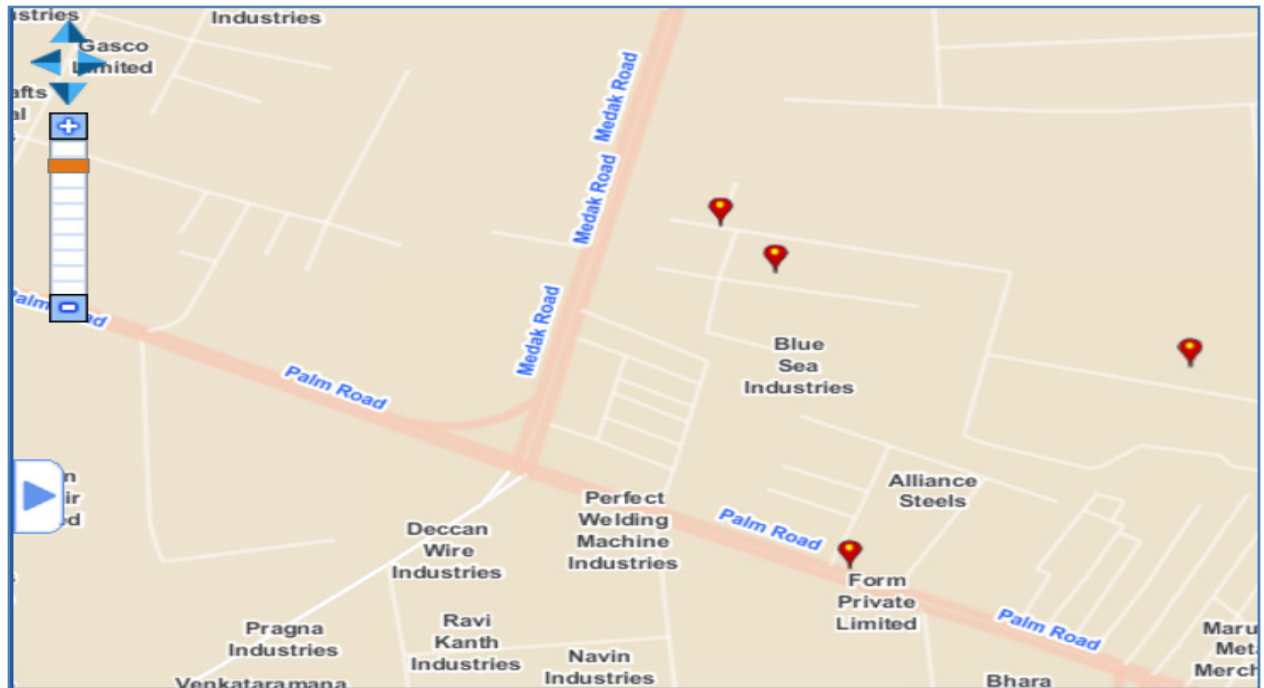 Industries
Gasco
Limited
Medak Road
Medak Road
Medak Road
Palm Road
Palm Road
Blue
Sea
Industries
Alliance
Steels
Perfect
Welding
Machine
Industries
Palm Road
Deccan
Wire
Industries
Form
Private
Limited
Palm Road
Ravi
Kanth
Industries
Pragna
Industries
Navin
Industries
Venkataramana
Bhara